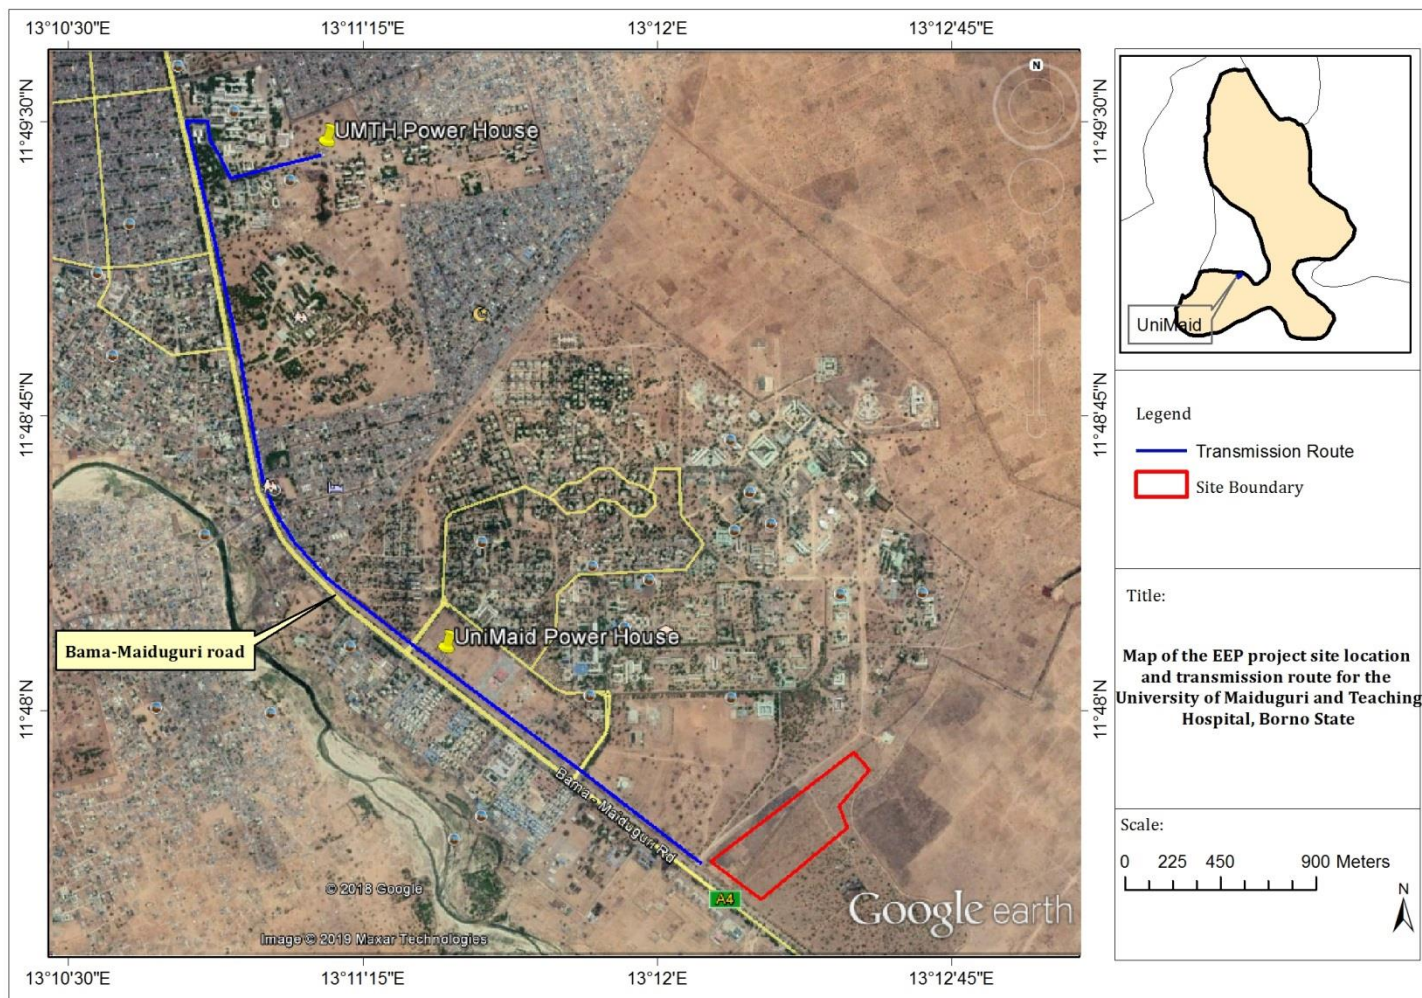 13°10'30"E
13°11'15"E
13°12'E
13°12'45"E
11°49'30"N
11°48'45"N
11°48'N
UMTH Power House
UniMaid Power House
Bama-Maiduguri road
Bama - Maiduguri Rd
A4
N
© 2018 Google
Image © 2019 Maxar Technologies
Google earth
11°49'30"N
11°48'45"N
11°48'N
13°10'30"E
13°11'15"E
13°12'E
13°12'45"E
UniMaid
Legend
Transmission Route
Site Boundary
Title:
Map of the EEP project site location
and transmission route for the
University of Maiduguri and Teaching
Hospital, Borno State
Scale:
0 225 450 900 Meters
N